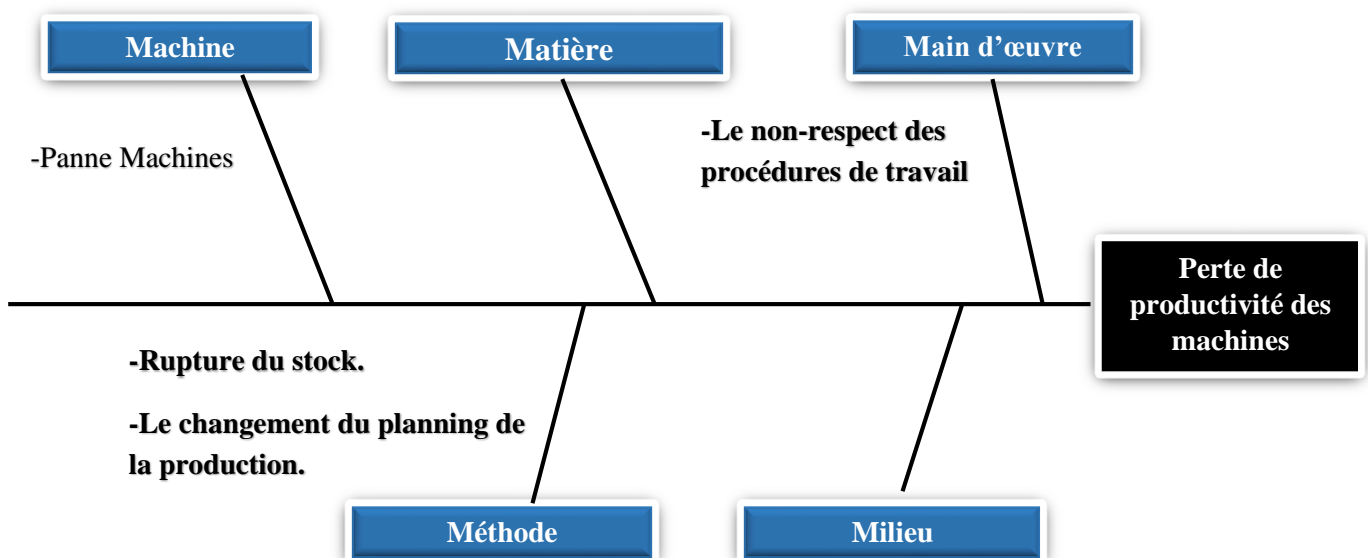 Machine
Matière
Main d’œuvre
-Panne Machines
-Le non-respect des
procédures de travail
Perte de
productivité des
machines
-Rupture du stock.
-Le changement du planning de
la production.
Méthode
Milieu